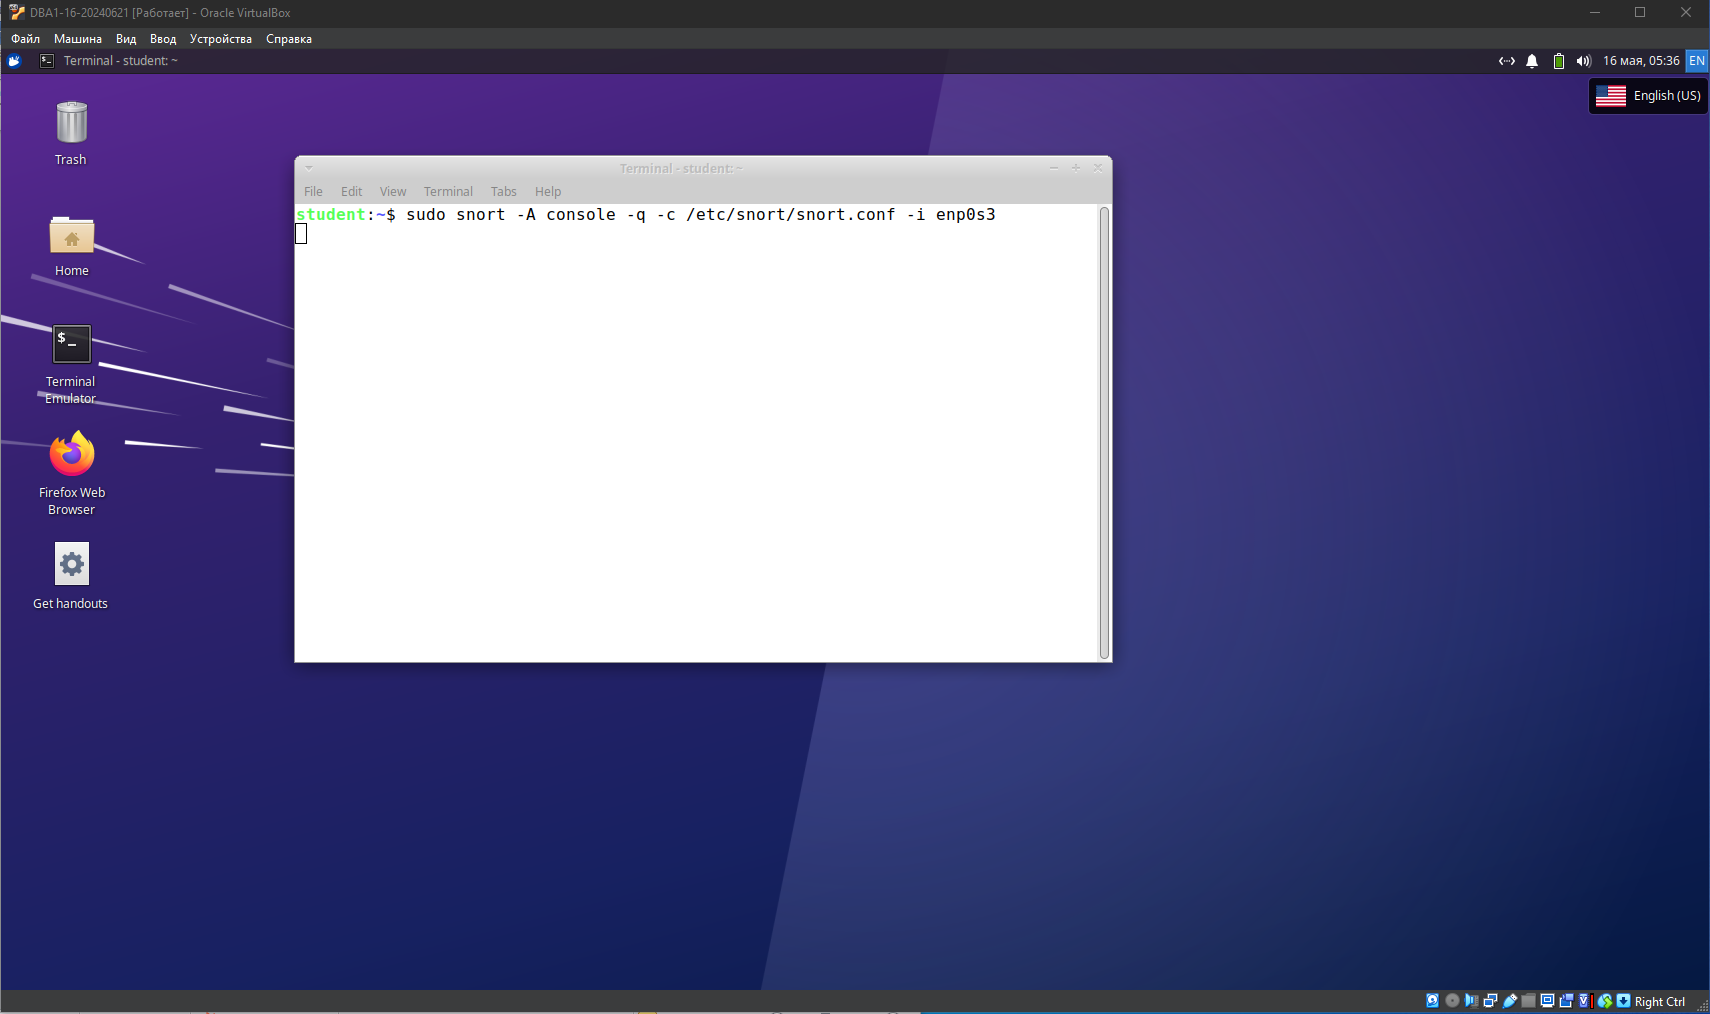 DBA1-16-20240621 [Работает] - Oracle VirtualBox
Файл Машина Вид Ввод Устройства Справка
Terminal - student: ~
16 мая, 05:36 EN
English (US)
Trash
Home
Terminal
Emulator
Firefox Web
Browser
Get handouts
Terminal - student: ~
File Edit View Terminal Tabs Help
student:~$ sudo snort -A console -q -c /etc/snort/snort.conf -i enp0s3
$_
Right Ctrl